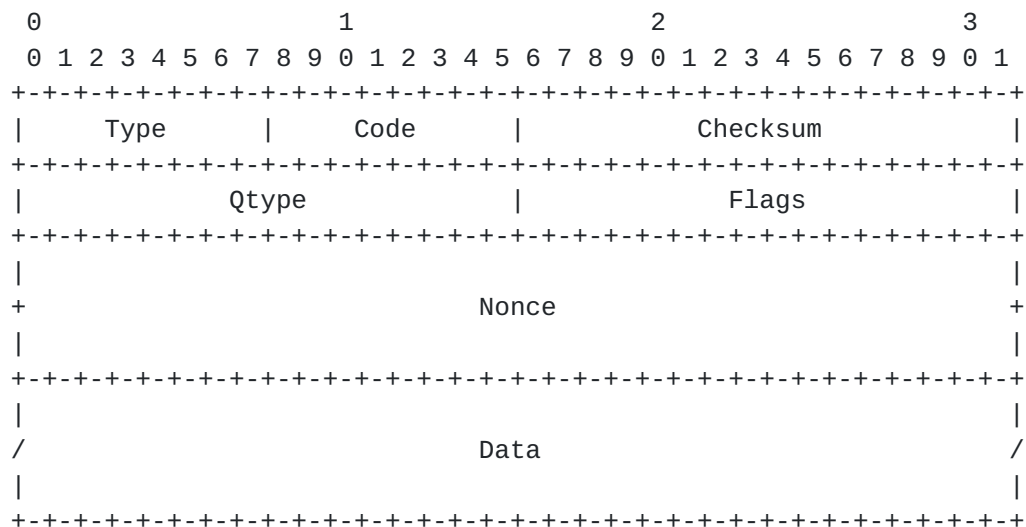 0                   1                   2                   3
 0 1 2 3 4 5 6 7 8 9 0 1 2 3 4 5 6 7 8 9 0 1 2 3 4 5 6 7 8 9 0 1
+-+-+-+-+-+-+-+-+-+-+-+-+-+-+-+-+-+-+-+-+-+-+-+-+-+-+-+-+-+-+-+-+
|     Type      |     Code      |           Checksum            |
+-+-+-+-+-+-+-+-+-+-+-+-+-+-+-+-+-+-+-+-+-+-+-+-+-+-+-+-+-+-+-+-+
|             Qtype             |             Flags             |
+-+-+-+-+-+-+-+-+-+-+-+-+-+-+-+-+-+-+-+-+-+-+-+-+-+-+-+-+-+-+-+-+
|                                                               |
+                             Nonce                             +
|                                                               |
+-+-+-+-+-+-+-+-+-+-+-+-+-+-+-+-+-+-+-+-+-+-+-+-+-+-+-+-+-+-+-+-+
|                                                               |
/                             Data                              /
|                                                               |
+-+-+-+-+-+-+-+-+-+-+-+-+-+-+-+-+-+-+-+-+-+-+-+-+-+-+-+-+-+-+-+-+